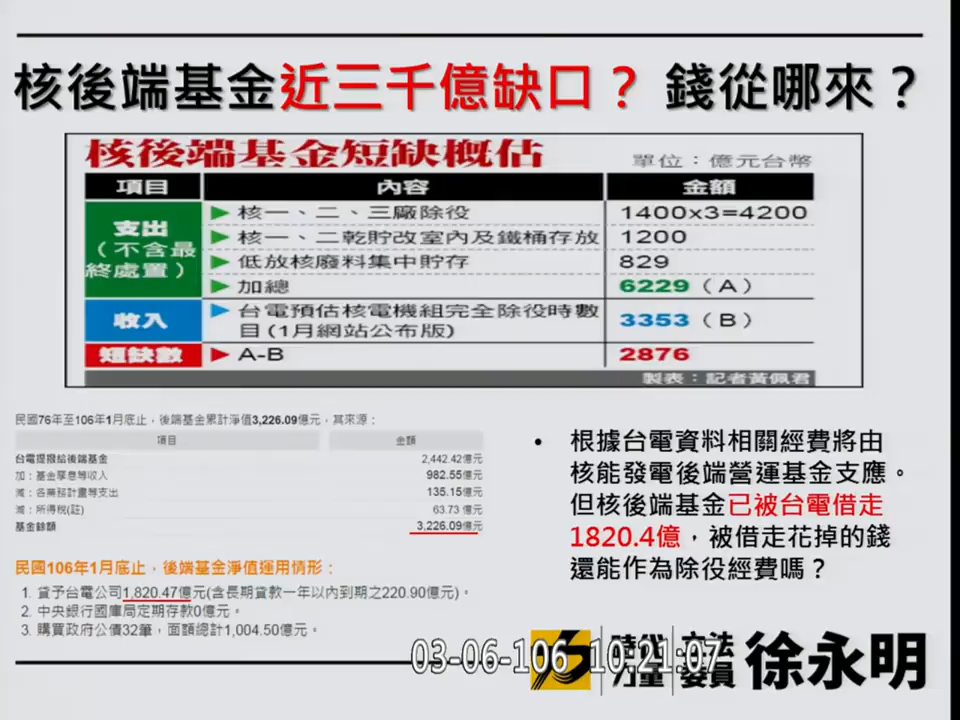 核後端基金近三千億缺口？ 錢從哪來？
核後端基金短缺概估 單位：億元台幣
項目 內容 金額
支出（不含最終處置） ▶ 核一、二、三廠除役 1400x3=4200
▶ 核一、二乾貯改室內及鐵桶存放 1200
▶ 低放核廢料集中貯存 829
▶ 加總 6229（A）
收入 ▶ 台電預估核電機組完全除役時數
目(1月網站公布版) 3353（B）
短缺數 ▶ A-B 2876
製表：記者黃佩君
民國76年至106年1月底止，後端基金累計淨值3,226.09億元，其來源：
項目 金額
台電提撥給後端基金 2,442.42億元
加：基金孳息等收入 982.55億元
減：各業務計畫等支出 135.15億元
減：所得稅(註) 63.73 億元
基金餘額 3,226.09億元
民國106年1月底止，後端基金淨值運用情形：
1. 貸予台電公司1,820.47億元(含長期貸款一年以內到期之220.90億元)。
2. 中央銀行國庫局定期存款0億元。
3. 購買政府公債32筆，面額總計1,004.50億元。
• 根據台電資料相關經費將由
核能發電後端營運基金支應。
但核後端基金已被台電借走
1820.4億，被借走花掉的錢
還能作為除役經費嗎？
03-06-106 10:21:07
時代力量 立法委員 徐永明